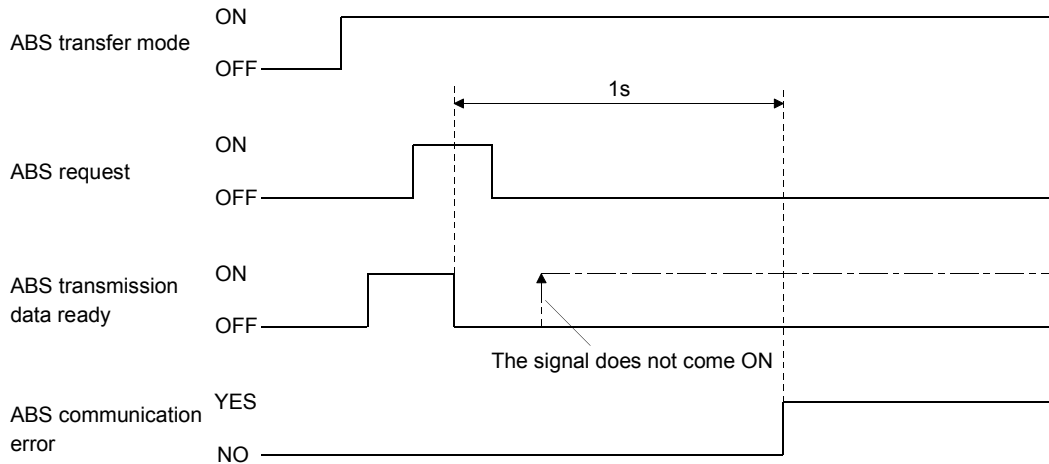 ON
ABS transfer mode
OFF
1s
ON
ABS request
OFF
ON
ABS transmission
data ready
OFF
The signal does not come ON
YES
ABS communication
error
NO